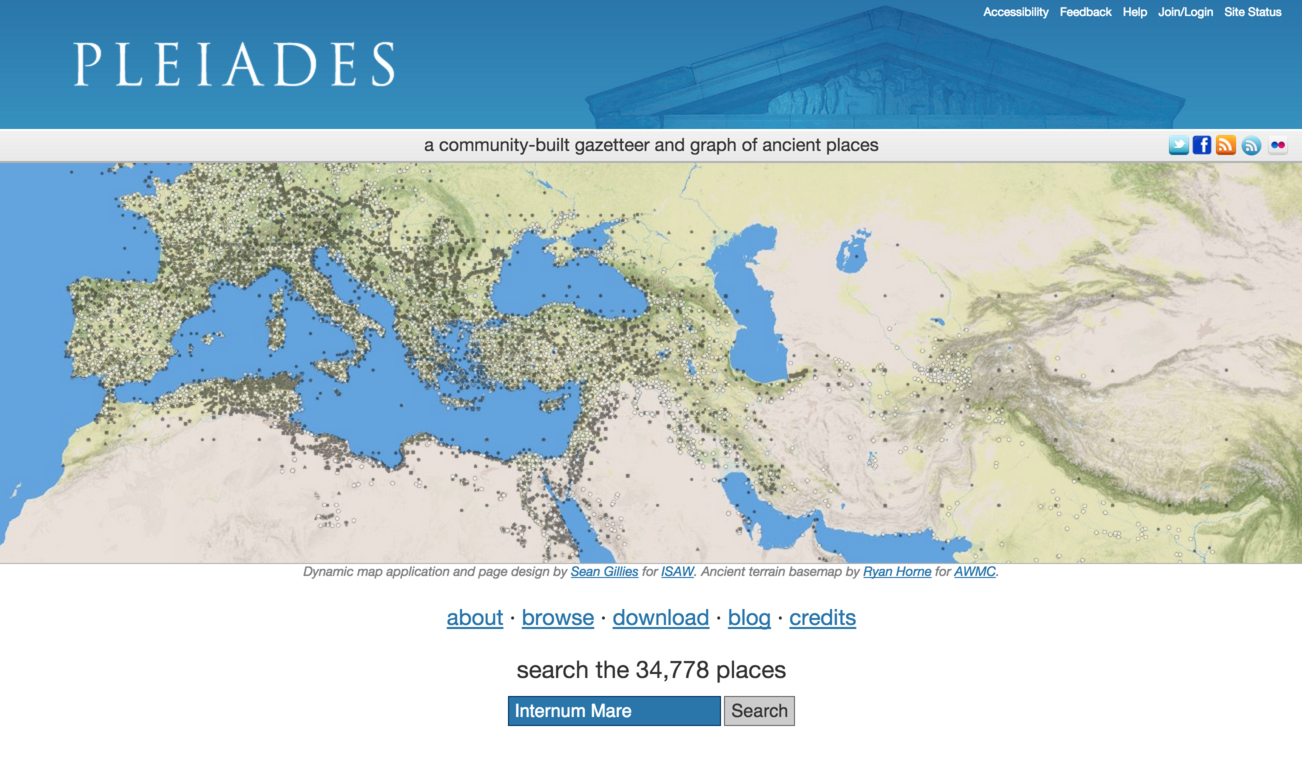 Accessibility Feedback Help Join/Login Site Status
PLEIADES
a community-built gazetteer and graph of ancient places
Dynamic map application and page design by Sean Gillies for ISAW. Ancient terrain basemap by Ryan Horne for AWMC.
about · browse · download · blog · credits
search the 34,778 places
Internum Mare Search